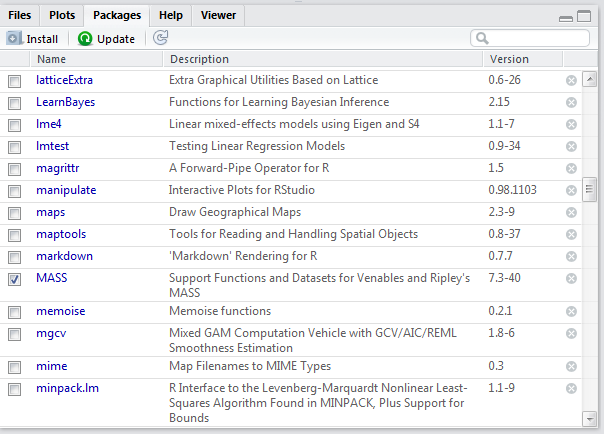 Files Plots Packages Help Viewer
Install Update
Name Description Version
latticeExtra Extra Graphical Utilities Based on Lattice 0.6-26
LearnBayes Functions for Learning Bayesian Inference 2.15
lme4 Linear mixed-effects models using Eigen and S4 1.1-7
lmtest Testing Linear Regression Models 0.9-34
magrittr A Forward-Pipe Operator for R 1.5
manipulate Interactive Plots for RStudio 0.98.1103
maps Draw Geographical Maps 2.3-9
maptools Tools for Reading and Handling Spatial Objects 0.8-37
markdown 'Markdown' Rendering for R 0.7.7
MASS Support Functions and Datasets for Venables and Ripley's 7.3-40
MASS
memoise Memoise functions 0.2.1
mgcv Mixed GAM Computation Vehicle with GCV/AIC/REML 1.8-6
Smoothness Estimation
mime Map Filenames to MIME Types 0.3
minpack.lm R Interface to the Levenberg-Marquardt Nonlinear Least- 1.1-9
Squares Algorithm Found in MINPACK, Plus Support for
Bounds